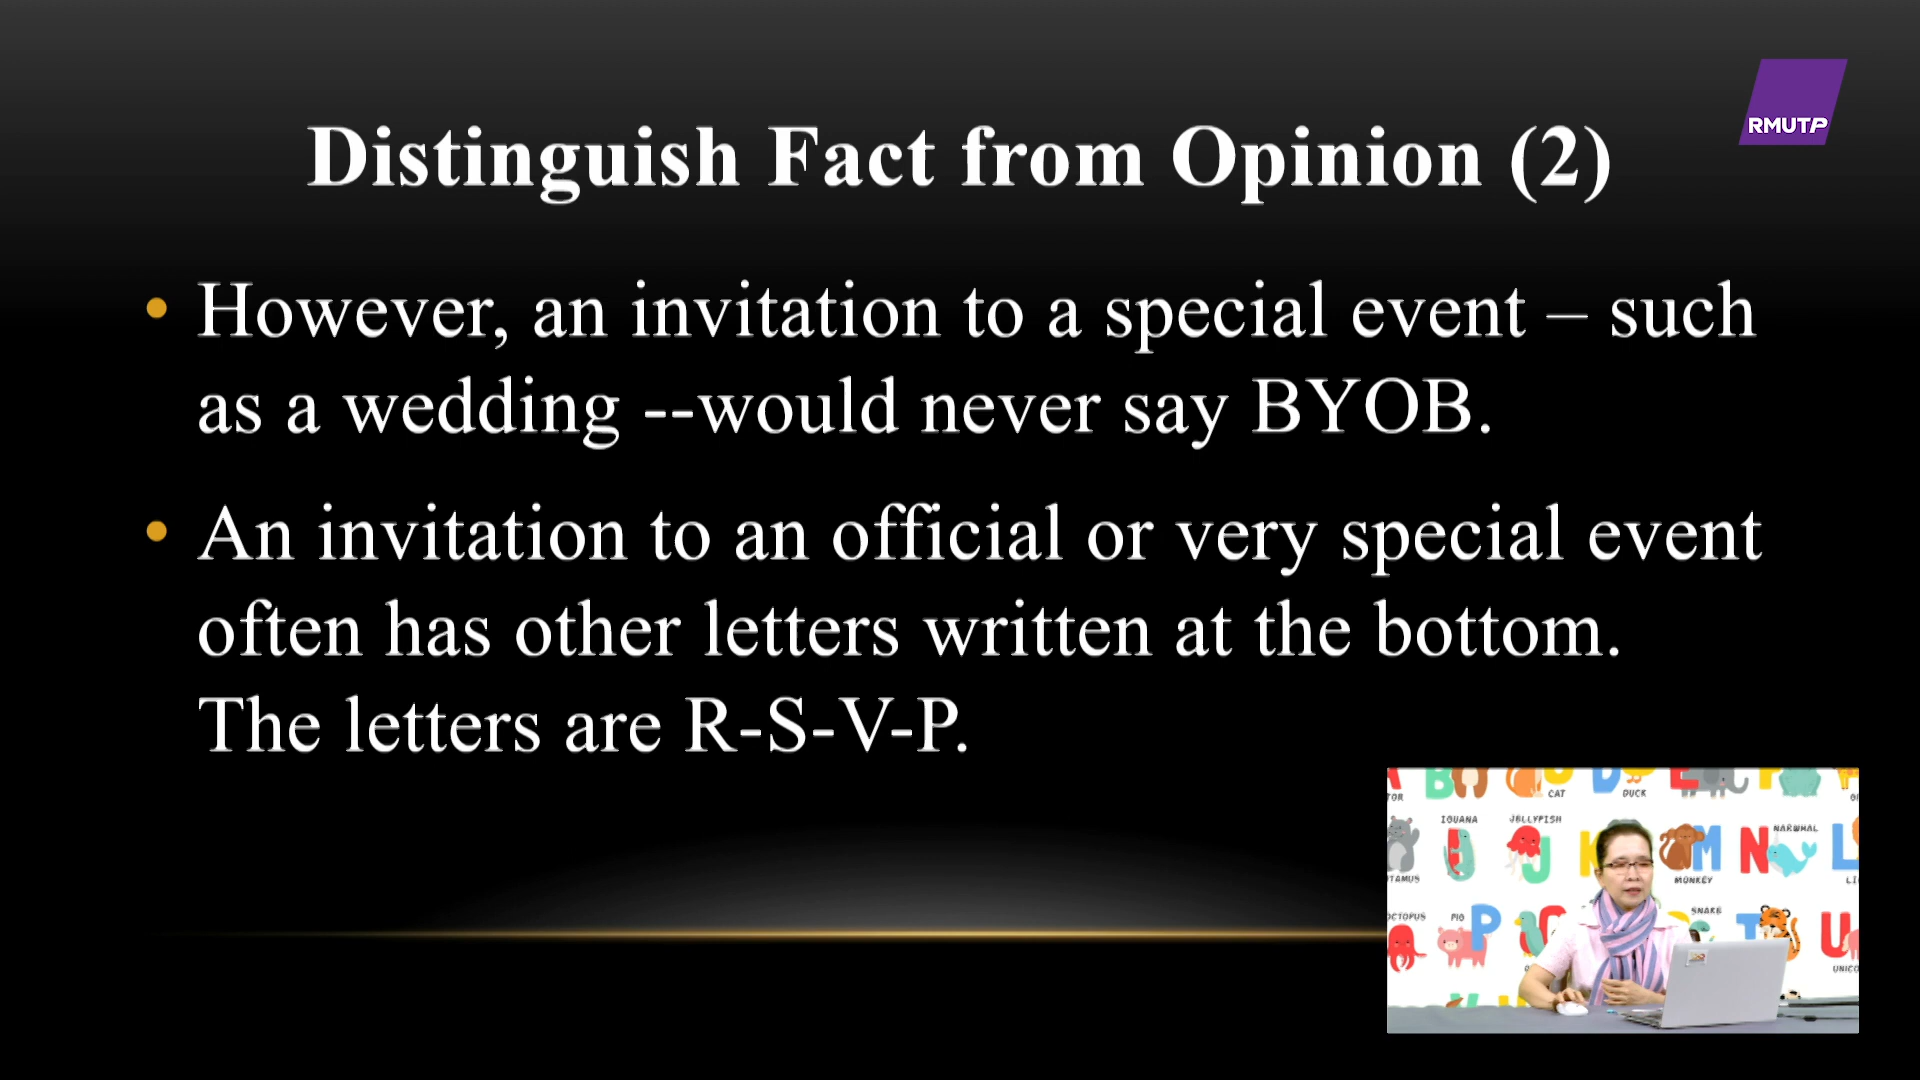 RMUTP
Distinguish Fact from Opinion (2)
• However, an invitation to a special event – such
as a wedding --would never say BYOB.
• An invitation to an official or very special event
often has other letters written at the bottom.
The letters are R-S-V-P.
CAT
DUCK
IGUANA
JELLYFISH
NARWHAL
MONKEY
OCTOPUS
PIG
SNAKE